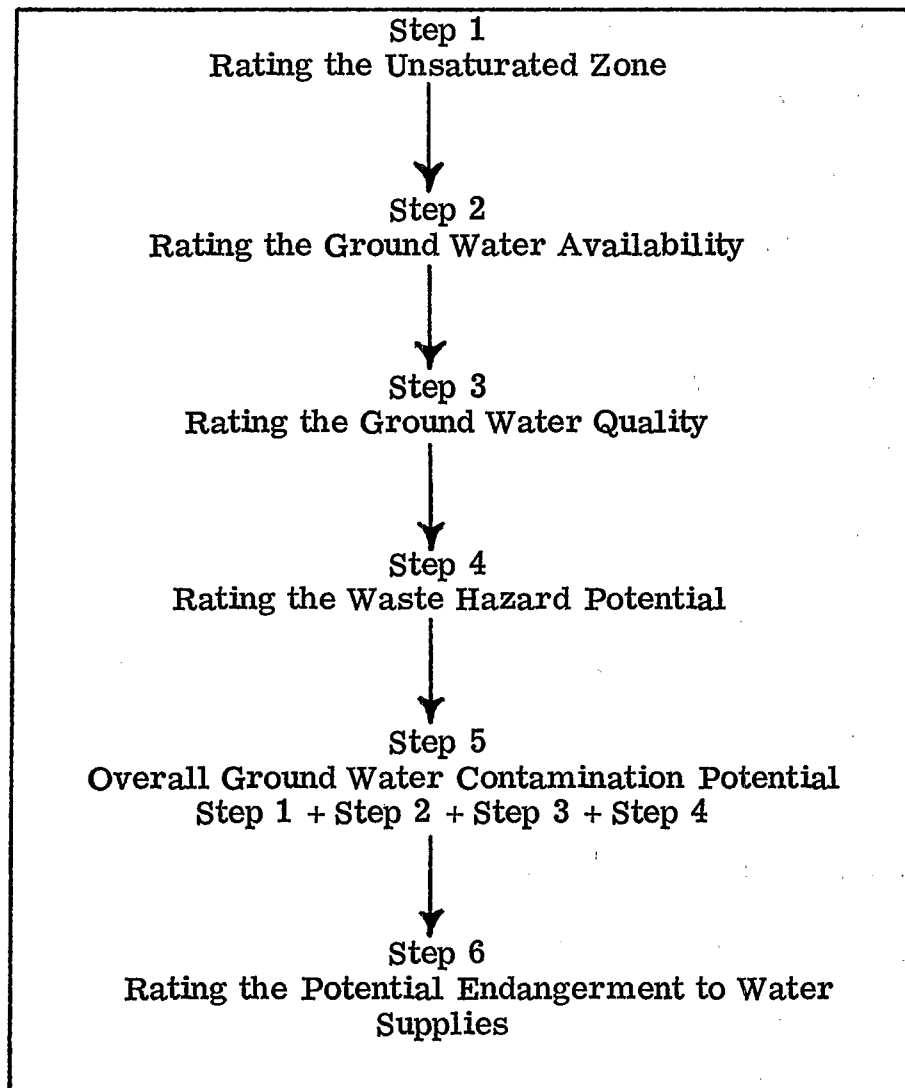 Step 1
Rating the Unsaturated Zone
Step 2
Rating the Ground Water Availability
Step 3
Rating the Ground Water Quality
Step 4
Rating the Waste Hazard Potential
Step 5
Overall Ground Water Contamination Potential
Step 1 + Step 2 + Step 3 + Step 4
Step 6
Rating the Potential Endangerment to Water
Supplies